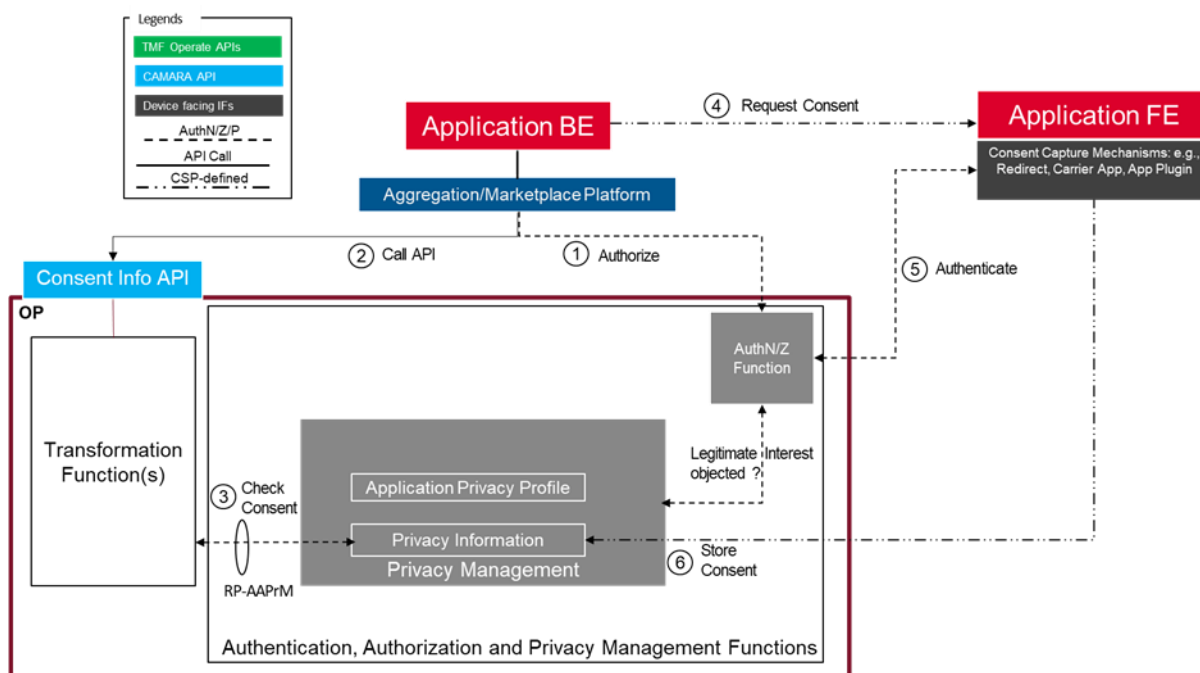 Legends
TMF Operate APIs
CAMARA API
Device facing IFs
AuthN/Z/P
API Call
CSP-defined
Application BE
4 Request Consent
Application FE
Consent Capture Mechanisms: e.g.,
Redirect, Carrier App, App Plugin
Aggregation/Marketplace Platform
2 Call API
1 Authorize
5 Authenticate
Consent Info API
OP
AuthN/Z
Function
Transformation
Function(s)
Legitimate Interest
objected ?
3 Check
Consent
Application Privacy Profile
Privacy Information
Privacy Management
6 Store
Consent
RP-AAPrM
Authentication, Authorization and Privacy Management Functions